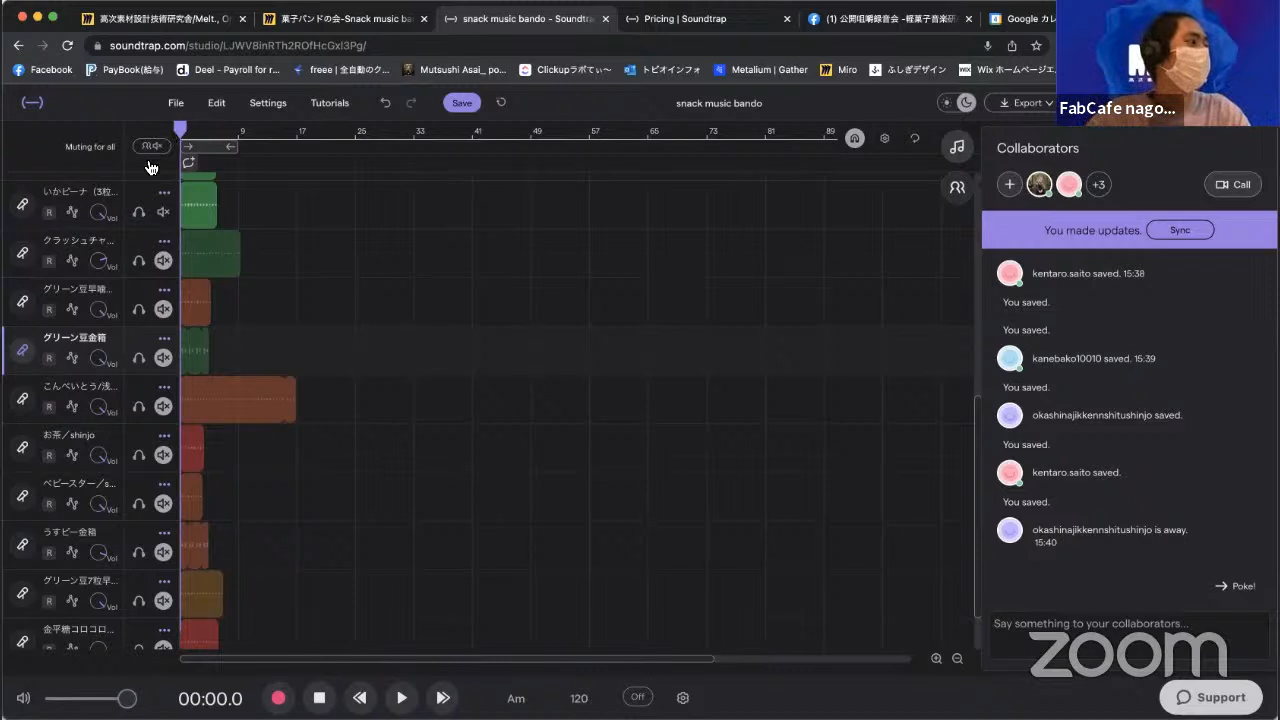 高次素材設計技術研究舎/Melt., O
菓子バンドの会-Snack music ba
snack music bando - Soundtra
Pricing | Soundtrap
(1) 公開咀嚼録音会 -軽菓子音楽研
Google カレ
soundtrap.com/studio/LJWV8inRTh2ROfHcGxI3Pg/
Facebook
PayBook(給与)
Deel - Payroll for r...
freee | 全自動のク...
Mutsushi Asai_ po...
Clickupラボてぃ〜
トピオインフォ
Metalium | Gather
Miro
ふしぎデザイン
Wix ホームページエ
FabCafe nago...
File
Edit
Settings
Tutorials
Save
snack music bando
Export
Muting for all
9 17 25 33 41 49 57 65 73 81 89
いかピーナ（3粒...
R
Vol
クラッシュチャ...
R
Vol
グリーン豆早喰...
R
Vol
グリーン豆金箱
R
Vol
こんぺいとう/浅...
R
Vol
お茶／shinjo
R
Vol
ベビースター／s...
R
Vol
うすピー金箱
R
Vol
グリーン豆7粒早...
R
Vol
金平糖コロコロ...
Collaborators
+3
Call
You made updates.
Sync
kentaro.saito saved. 15:38
You saved.
You saved.
kanebako10010 saved. 15:39
You saved.
okashinajikkennshitushinjo saved.
You saved.
kentaro.saito saved.
You saved.
okashinajikkennshitushinjo is away.
15:40
Poke!
Say something to your collaborators...
zoom
00:00.0
Am
120
Off
Support